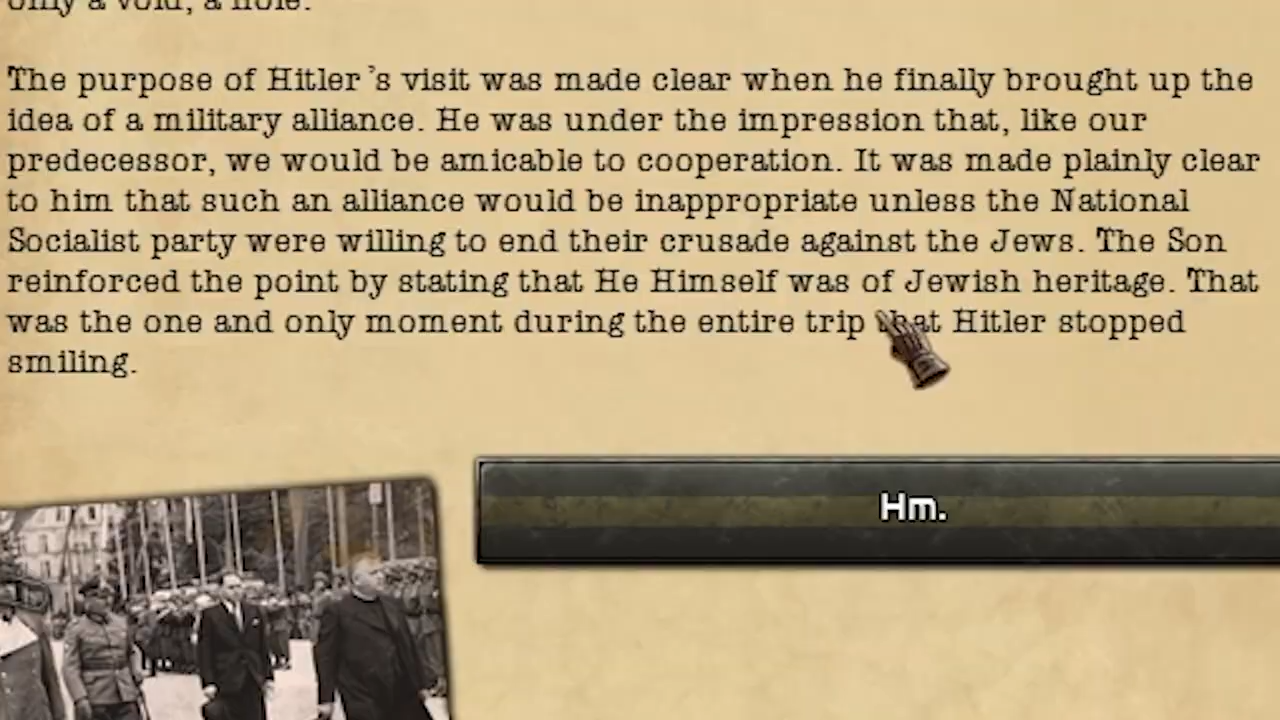 only a void, a hole.
The purpose of Hitler's visit was made clear when he finally brought up the
idea of a military alliance. He was under the impression that, like our
predecessor, we would be amicable to cooperation. It was made plainly clear
to him that such an alliance would be inappropriate unless the National
Socialist party were willing to end their crusade against the Jews. The Son
reinforced the point by stating that He Himself was of Jewish heritage. That
was the one and only moment during the entire trip that Hitler stopped
smiling.
Hm.